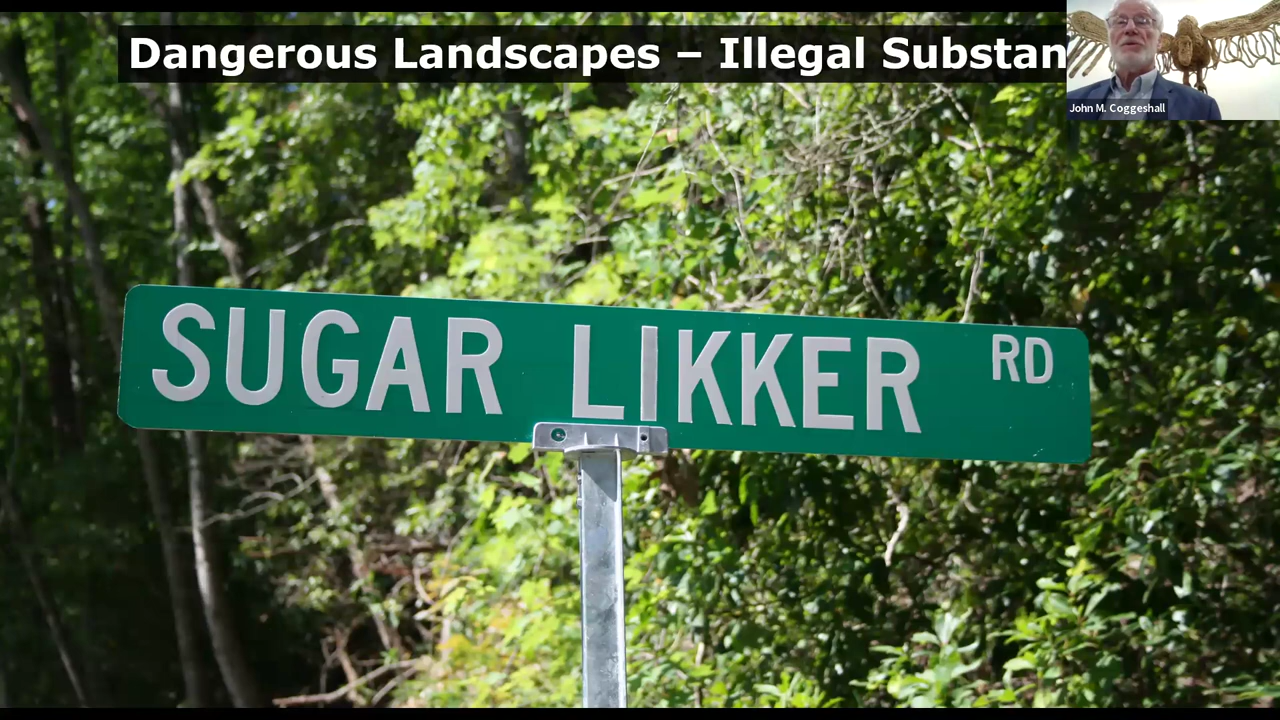 Dangerous Landscapes – Illegal Substan
John M. Coggeshall
SUGAR LIKKER RD